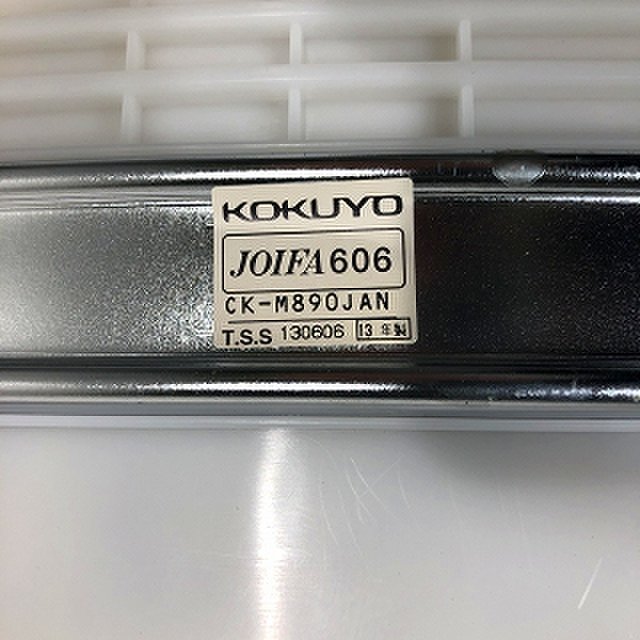 KOKUYO
JOIFA606
CK-M890JAN
T.S.S 130606 13年製